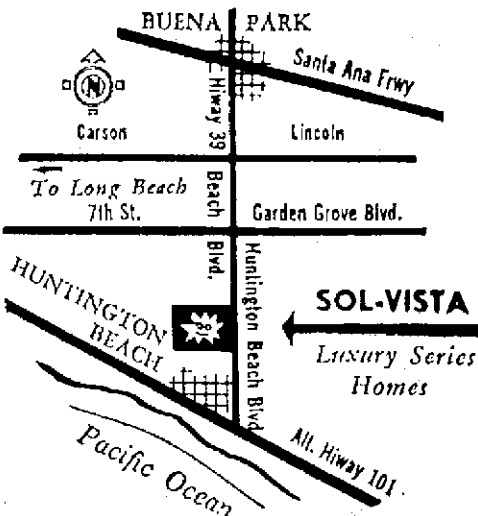 BUENA PARK
Santa Ana Frwy
N
Hiway 39
Carson
Lincoln
To Long Beach
7th St.
Beach Blvd.
Garden Grove Blvd.
HUNTINGTON
BEACH
Huntington Beach Blvd
SOL-VISTA
Luxury Series
Homes
Alt. Hiway 101
Pacific Ocean